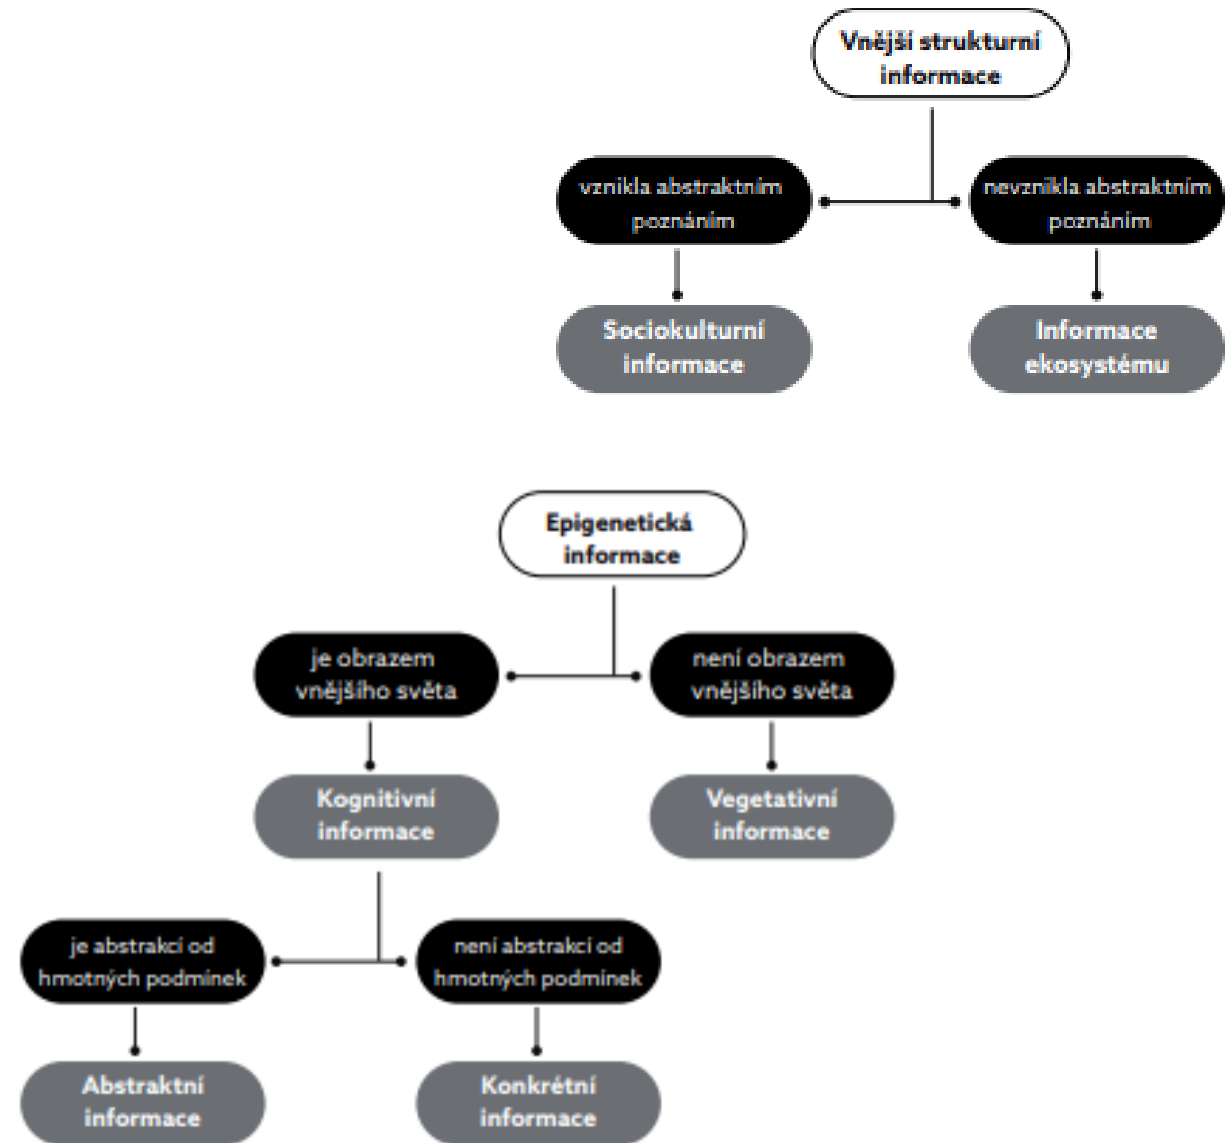 Vnější strukturní
informace
vznikla abstraktním
poznáním
nevznikla abstraktním
poznáním
Sociokulturní
informace
Informace
ekosystému
Epigenetická
informace
je obrazem
vnějšího světa
není obrazem
vnějšího světa
Kognitivní
informace
Vegetativní
informace
je abstrakcí od
hmotných podmínek
není abstrakcí od
hmotných podmínek
Abstraktní
informace
Konkrétní
informace